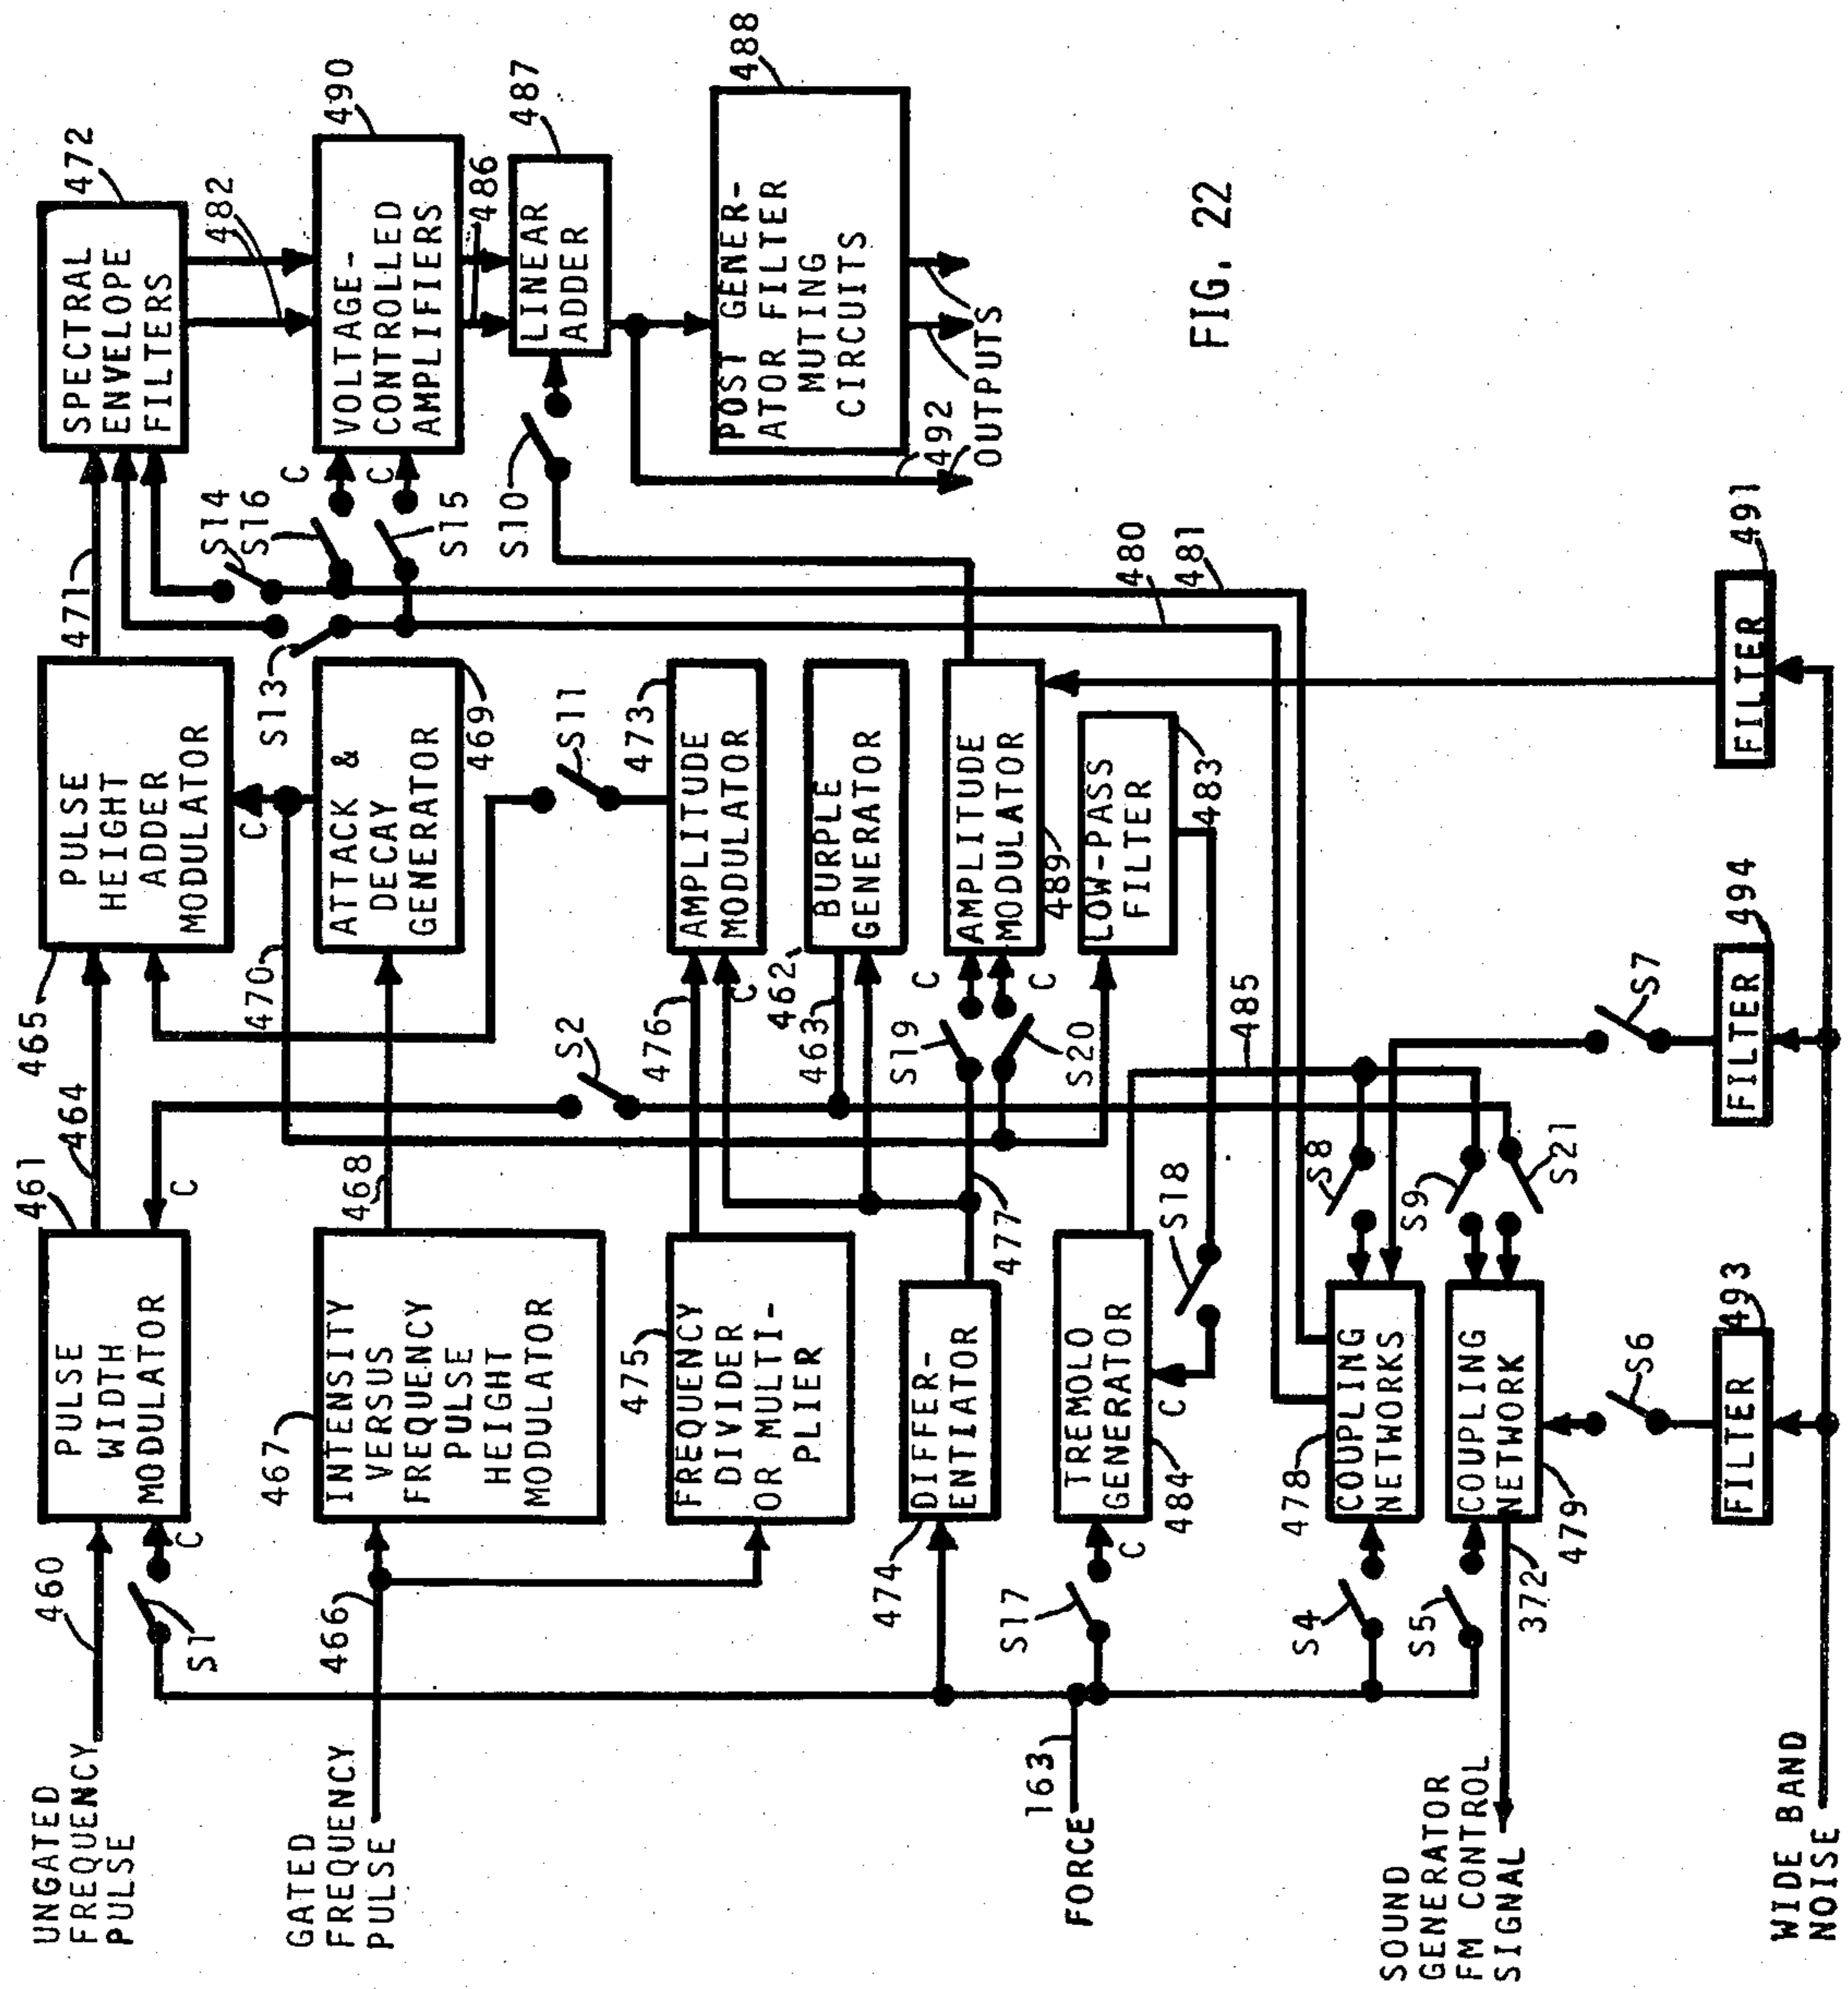 UNGATED
FREQUENCY
PULSE
460
S1
C
PULSE
WIDTH
MODULATOR
461
C
464
465
PULSE
HEIGHT
ADDER
MODULATOR
C
471
SPECTRAL
ENVELOPE
FILTERS
472
482
GATED
FREQUENCY
PULSE
466
467
INTENSITY
VERSUS
FREQUENCY
PULSE
HEIGHT
MODULATOR
468
470
ATTACK &
DECAY
GENERATOR
469
S13
S14
S16
C
C
S15
VOLTAGE-
CONTROLLED
AMPLIFIERS
490
486
475
FREQUENCY
DIVIDER
OR MULTI-
PLIER
S2
476
C
AMPLITUDE
MODULATOR
473
S11
S10
LINEAR
ADDER
487
462
463
BURPLE
GENERATOR
POST GENER-
ATOR FILTER
MUTING
CIRCUITS
488
492
OUTPUTS
474
DIFFER-
ENTIATOR
477
S19
C
C
S20
AMPLITUDE
MODULATOR
489
FORCE
163
S17
C
TREMOLO
GENERATOR
484
C
S18
LOW-PASS
FILTER
483
485
480
481
FIG. 22
S4
478
COUPLING
NETWORKS
S8
SOUND
GENERATOR
FM CONTROL
SIGNAL
S5
372
479
COUPLING
NETWORK
S9
S21
S6
S7
WIDE BAND
NOISE
FILTER
493
FILTER
494
FILTER
491